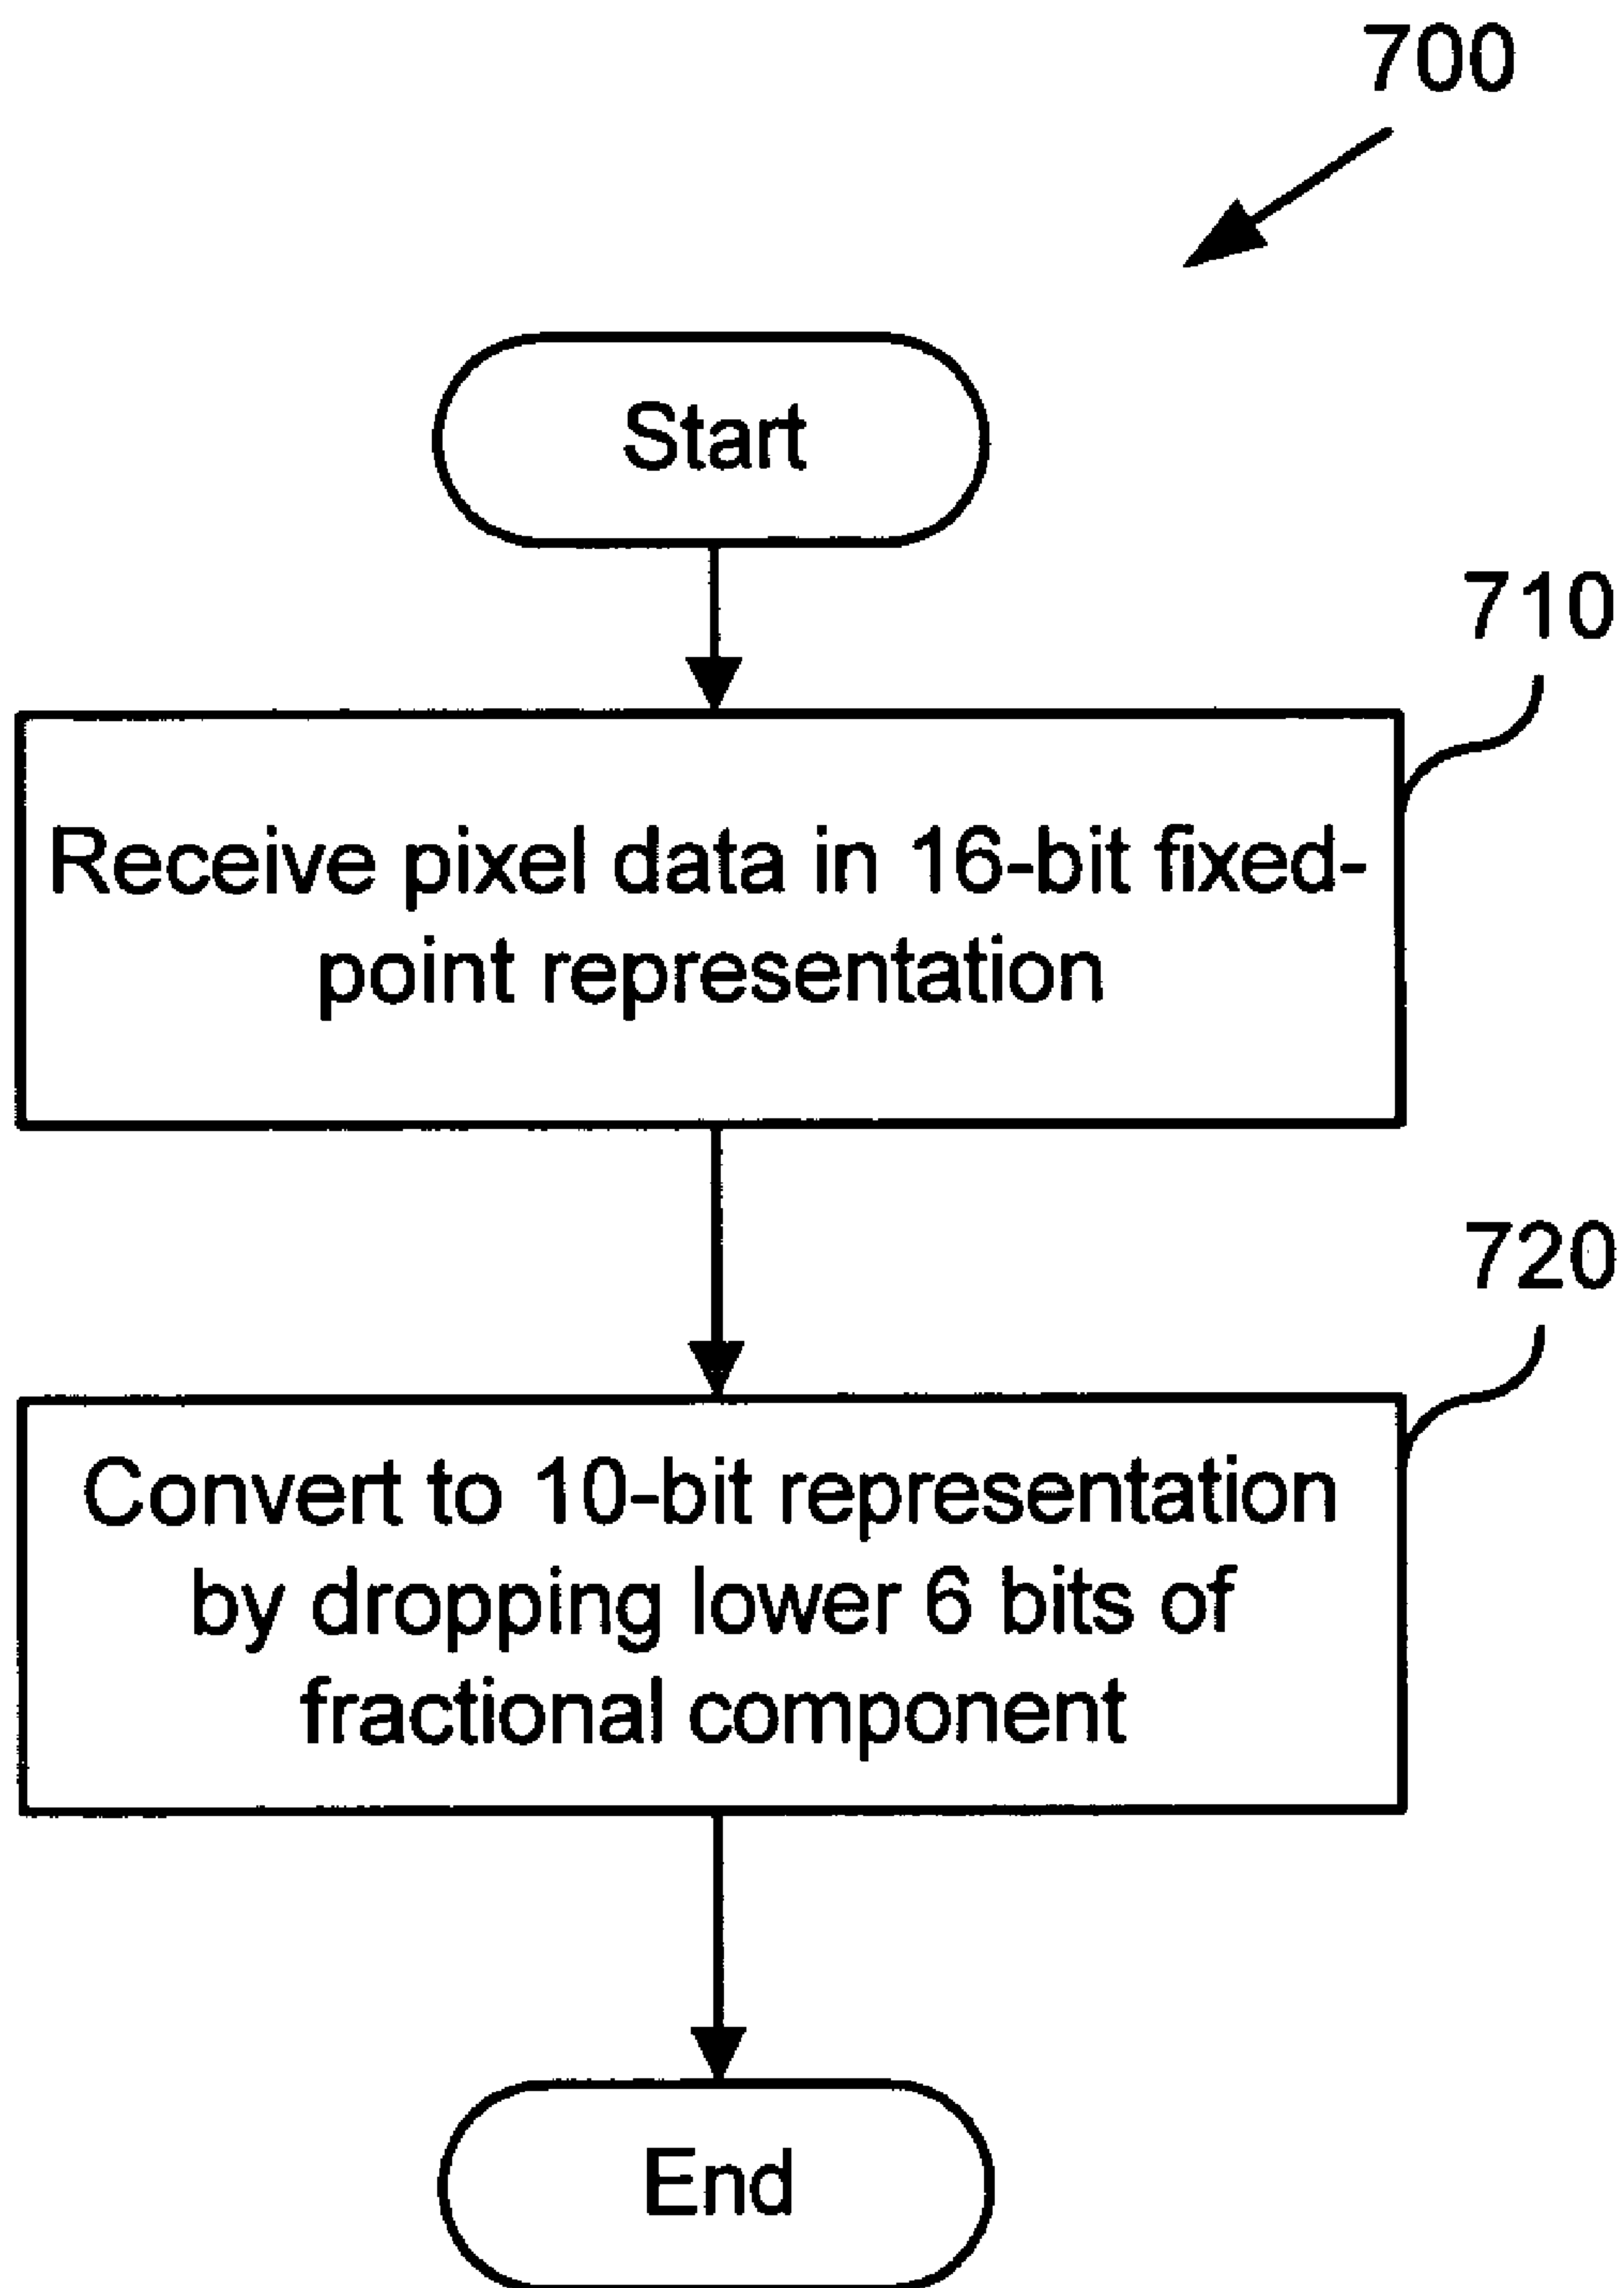 700
Start
710
Receive pixel data in 16-bit fixed-
point representation
720
Convert to 10-bit representation
by dropping lower 6 bits of
fractional component
End